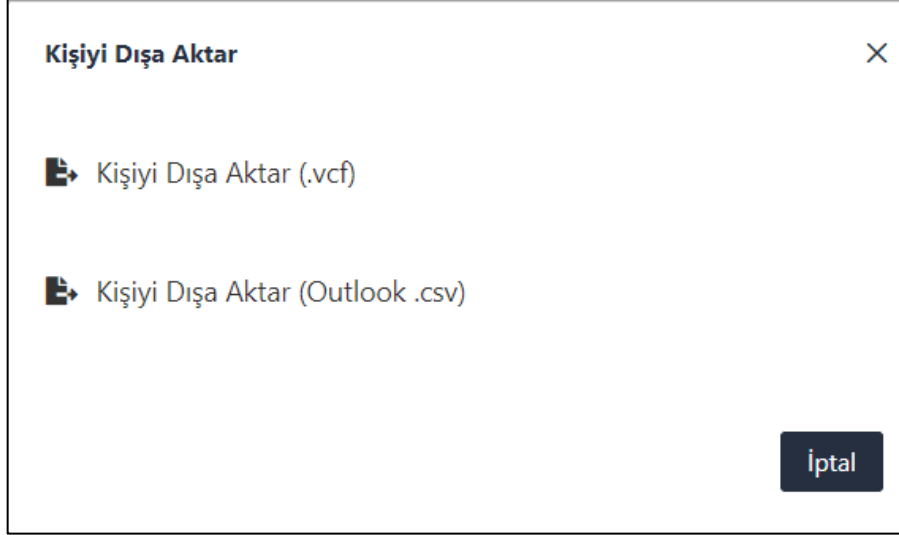 Kişiyi Dışa Aktar
Kişiyi Dışa Aktar (.vcf)
Kişiyi Dışa Aktar (Outlook .csv)
İptal